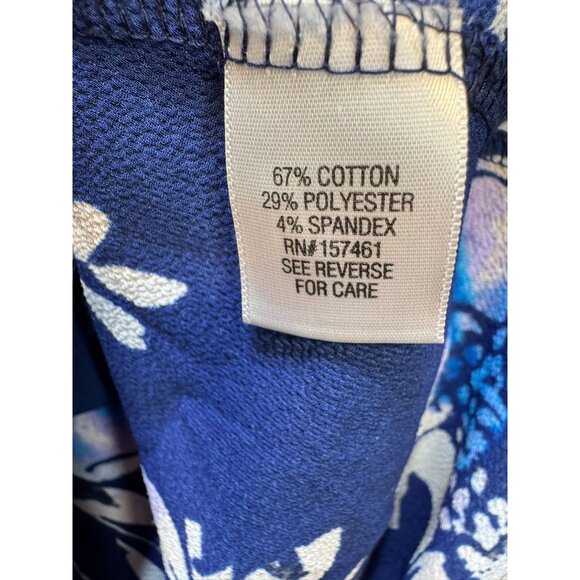 67% COTTON
29% POLYESTER
4% SPANDEX
RN#157461
SEE REVERSE
FOR CARE